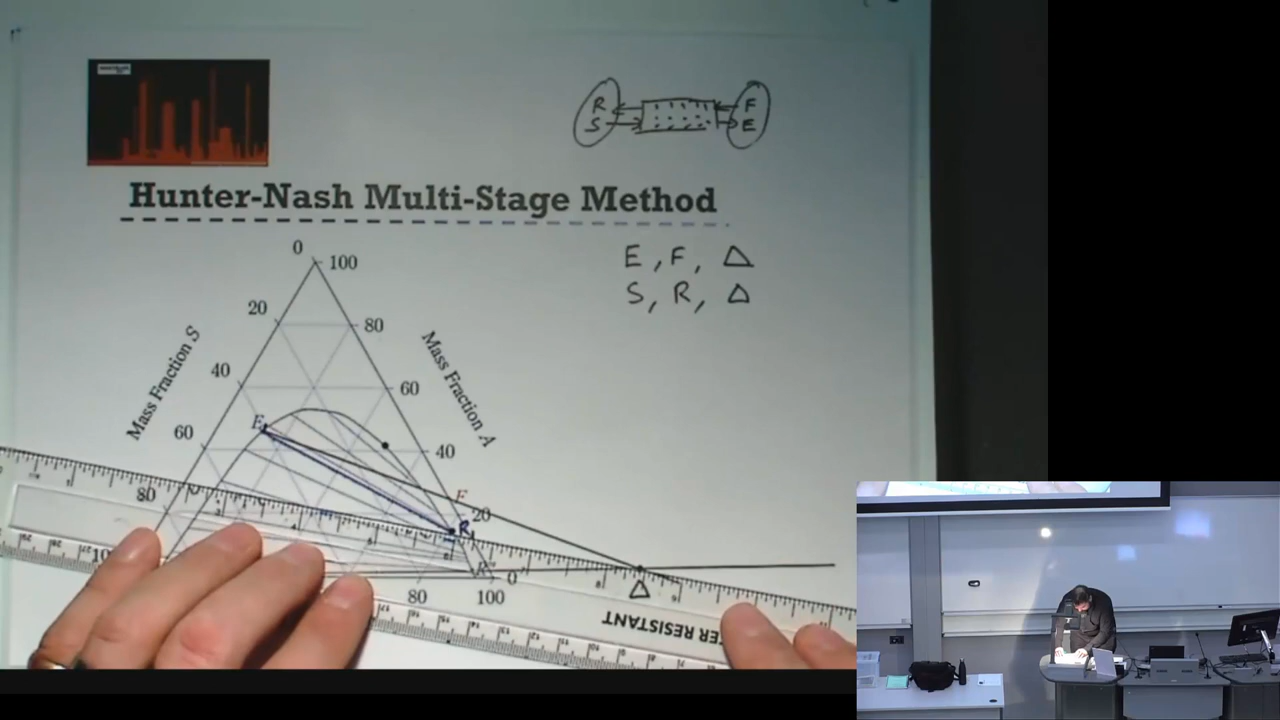 R F
S E
Hunter-Nash Multi-Stage Method
E, F, Δ
S, R, Δ
0
100
20
80
Mass Fraction S
Mass Fraction A
40
60
E
60
40
F
80
20
R
0
80
100
Δ
ER RESISTANT